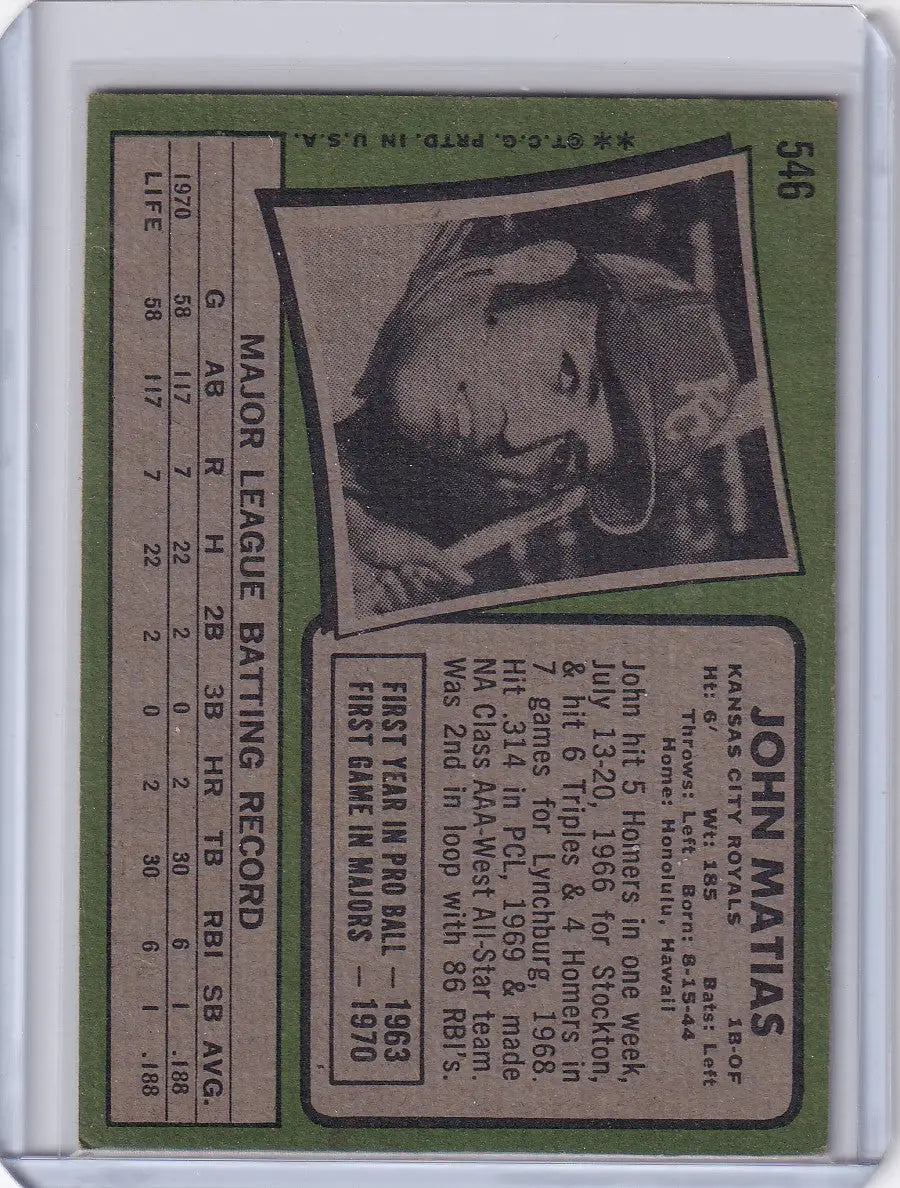 546
**©T.C.G. PRTD. IN U.S.A.
JOHN MATIAS
KANSAS CITY ROYALS 1B-OF
Ht: 6' Wt: 185 Bats: Left
Throws: Left Born: 8-15-44
Home: Honolulu, Hawaii
John hit 5 Homers in one week,
July 13-20, 1966 for Stockton,
& hit 6 Triples & 4 Homers in
7 games for Lynchburg, 1968.
Hit .314 in PCL, 1969 & made
NA Class AAA-West All-Star team.
Was 2nd in loop with 86 RBI's.
FIRST YEAR IN PRO BALL — 1963
FIRST GAME IN MAJORS — 1970
MAJOR LEAGUE BATTING RECORD
G AB R H 2B 3B HR TB RBI SB AVG.
1970 58 117 7 22 2 0 2 30 6 1 .188
LIFE 58 117 7 22 2 0 2 30 6 1 .188